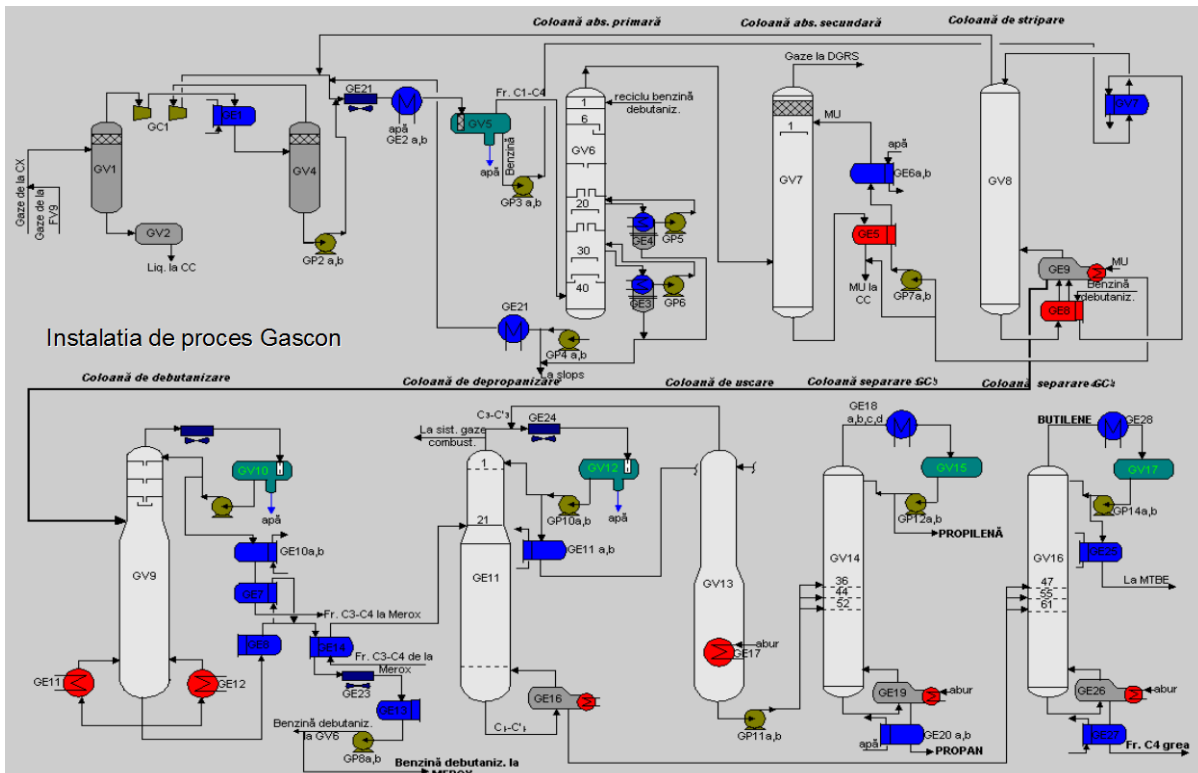 Coloană abs. primară
Coloană abs. secundară
Coloană de stripare
Gaze la DGRS
GE21
Fr. C1-C4
reciclu benzină
debutaniz.
GC1
GE1
apă
GE2 a,b
GV5
1
6
GV6
MU
1
apă
GV7
GV1
GV4
apă
Benzină
GP3 a,b
GV7
GE6a,b
GV8
Gaze de la CX
Gaze de la
FV9
GV2
GP2 a,b
20
GE4
GP5
GE5
Liq. la CC
30
GE9
MU
MU la
CC
GP7a,b
Benzină
debutaniz.
40
GE3
GP6
GE8
GE21
Instalatia de proces Gascon
GP4 a,b
La slops
Coloană de debutanizare
Coloană de depropanizare
Coloană de uscare
Coloană separare
Coloană separare
GE18
a,b,c,d
BUTILENE
GE28
La sist. gaze
combust.
GE24
GV10
GV12
GV15
GV17
1
apă
GP10a,b
apă
GP12a,b
GP14a,b
PROPILENĂ
21
GE10a,b
GE11 a,b
GE25
GV9
GE11
GV13
GV14
GV16
La MTBE
GE7
36
44
52
47
55
61
Fr. C3-C4 la Merox
GE14
Fr. C3-C4 de la
Merox
abur
GE17
GE11
GE12
GE23
GE16
GE19
abur
GE26
abur
GE13
Benzină debutaniz.
la GV6
GP8a,b
GP11a,b
apă
GE20 a,b
PROPAN
GE27
Fr. C4 grea
Benzină debutaniz. la
MEROX